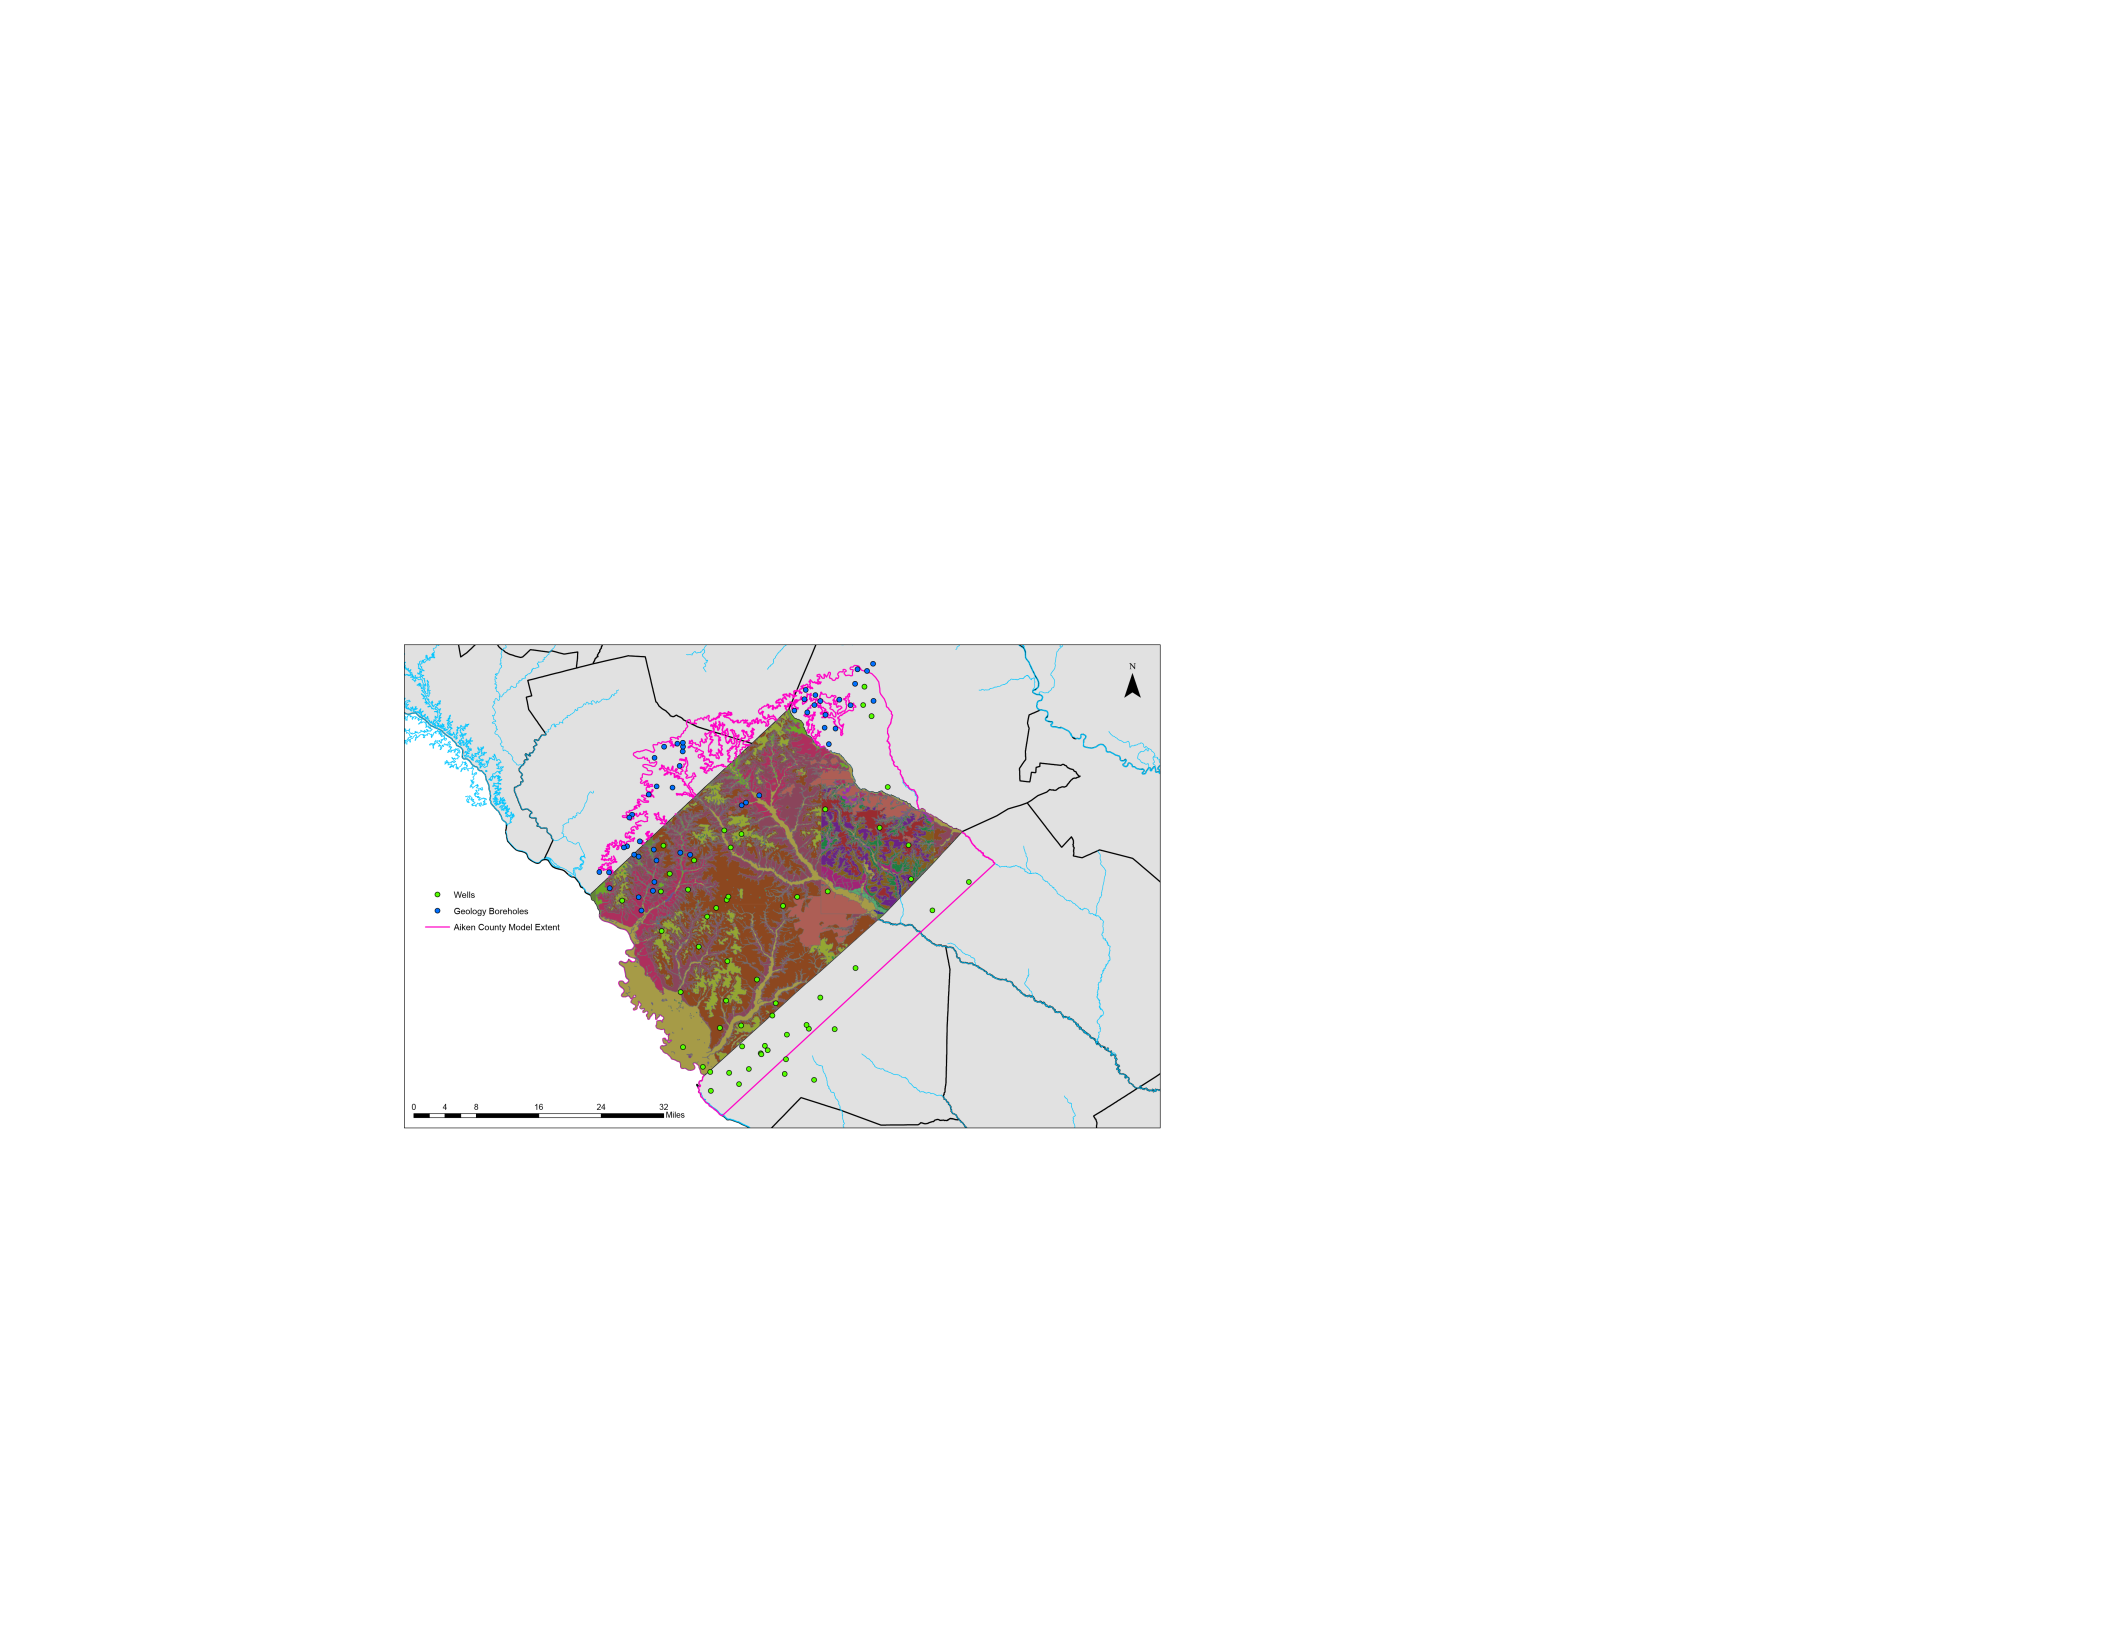 N
Wells
Geology Boreholes
Aiken County Model Extent
0 4 8 16 24 32
Miles